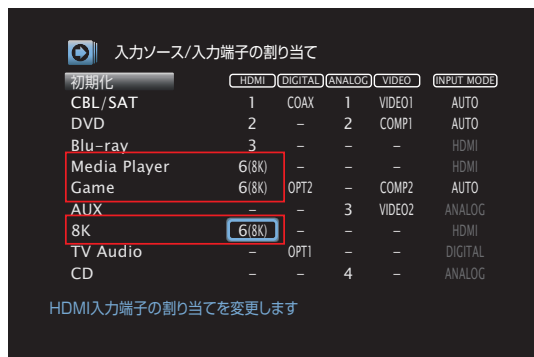 入力ソース/入力端子の割り当て
初期化 HDMI DIGITAL ANALOG VIDEO INPUT MODE
CBL/SAT 1 COAX 1 VIDEO1 AUTO
DVD 2 – 2 COMP1 AUTO
Blu-ray 3 – – – HDMI
Media Player 6(8K) – – – HDMI
Game 6(8K) OPT2 – COMP2 AUTO
AUX – – 3 VIDEO2 ANALOG
8K 6(8K) – – – HDMI
TV Audio – OPT1 – – DIGITAL
CD – – 4 – ANALOG
HDMI入力端子の割り当てを変更します